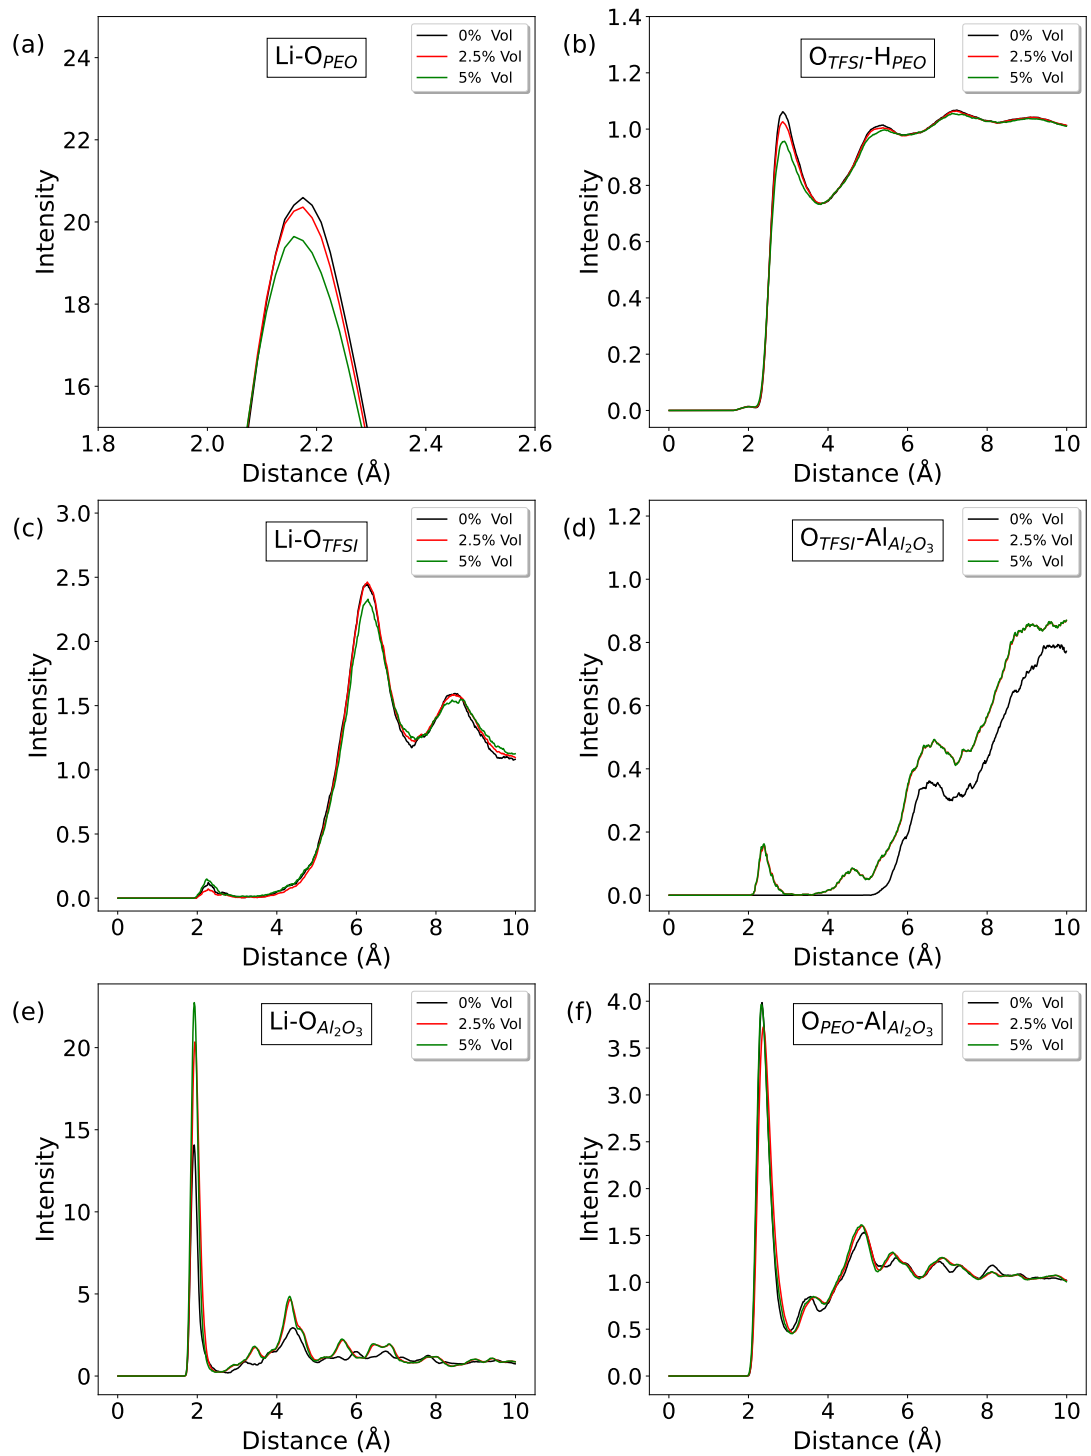 (a)
Li-O_PEO
0% Vol
2.5% Vol
5% Vol
Intensity
24
22
20
18
16
1.8 2.0 2.2 2.4 2.6
Distance (Å)
(b)
O_TFSI-H_PEO
0% Vol
2.5% Vol
5% Vol
Intensity
1.4
1.2
1.0
0.8
0.6
0.4
0.2
0.0
0 2 4 6 8 10
Distance (Å)
(c)
Li-O_TFSI
0% Vol
2.5% Vol
5% Vol
Intensity
3.0
2.5
2.0
1.5
1.0
0.5
0.0
0 2 4 6 8 10
Distance (Å)
(d)
O_TFSI-Al_Al₂O₃
0% Vol
2.5% Vol
5% Vol
Intensity
1.2
1.0
0.8
0.6
0.4
0.2
0.0
0 2 4 6 8 10
Distance (Å)
(e)
Li-O_Al₂O₃
0% Vol
2.5% Vol
5% Vol
Intensity
20
15
10
5
0
0 2 4 6 8 10
Distance (Å)
(f)
O_PEO-Al_Al₂O₃
0% Vol
2.5% Vol
5% Vol
Intensity
4.0
3.5
3.0
2.5
2.0
1.5
1.0
0.5
0.0
0 2 4 6 8 10
Distance (Å)